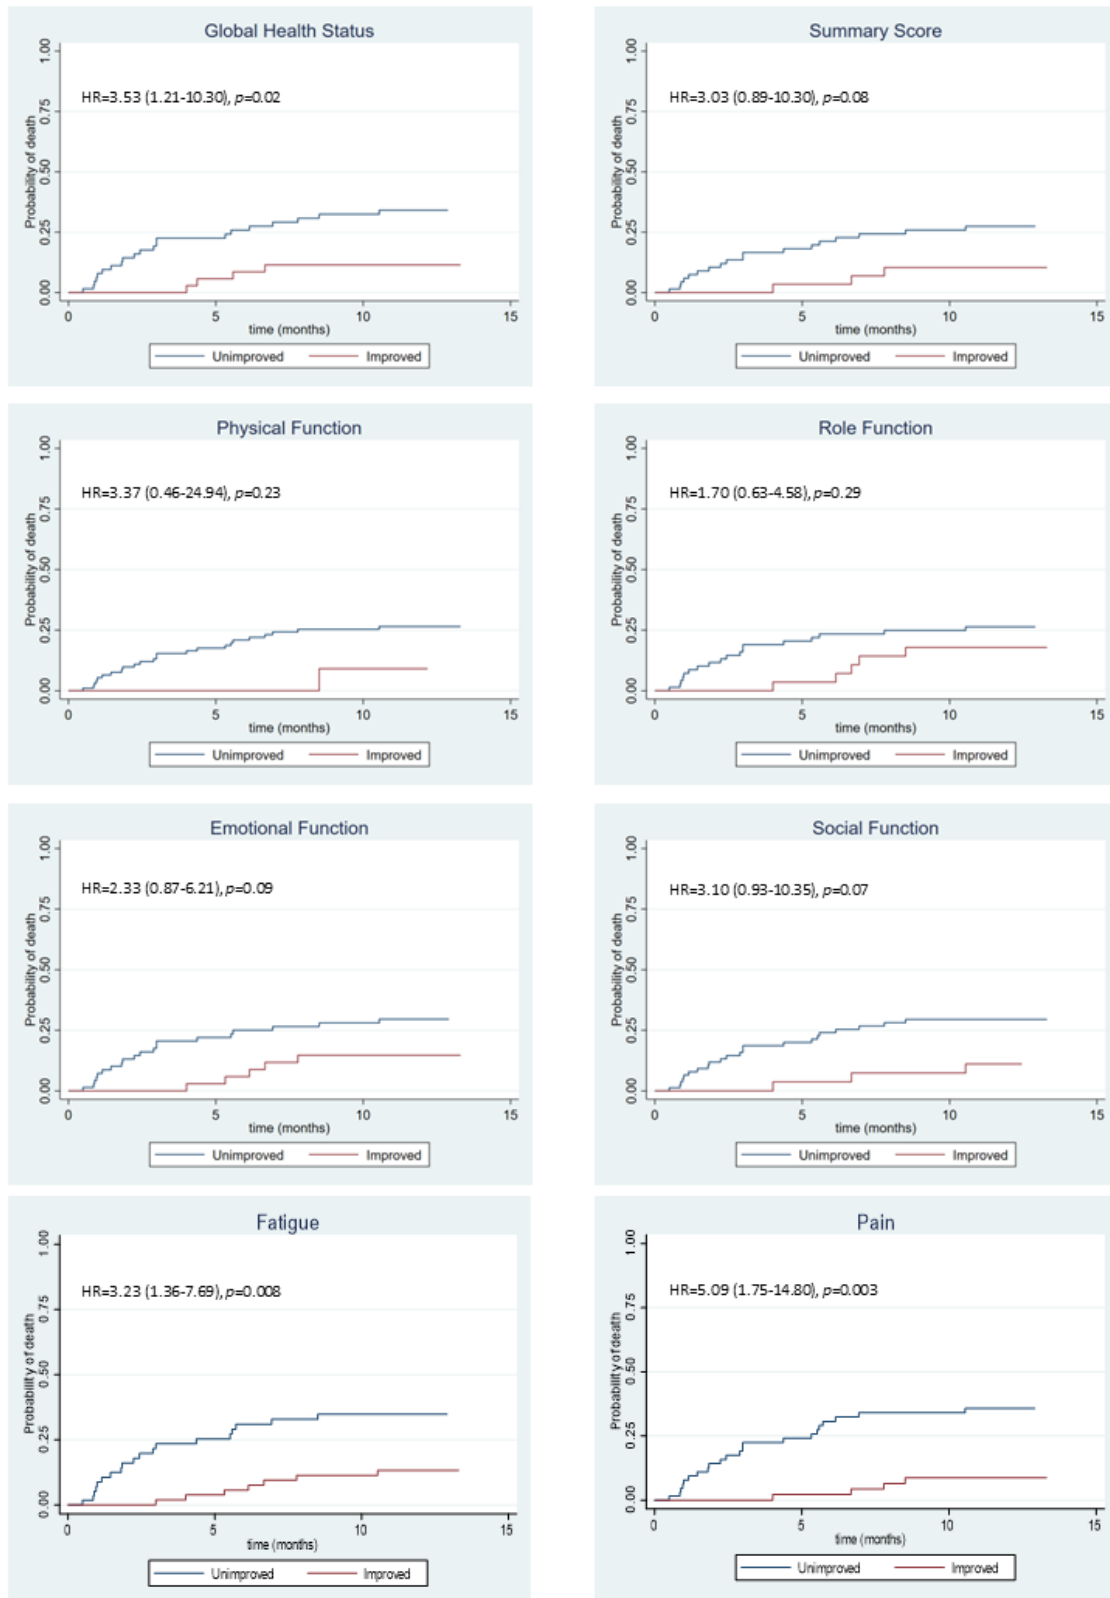 Global Health Status
HR=3.53 (1.21-10.30), p=0.02
Probability of death
0.00 0.25 0.50 0.75 1.00
0 5 10 15
time (months)
Unimproved Improved
Summary Score
HR=3.03 (0.89-10.30), p=0.08
Probability of death
0.00 0.25 0.50 0.75 1.00
0 5 10 15
time (months)
Unimproved Improved
Physical Function
HR=3.37 (0.46-24.94), p=0.23
Probability of death
0.00 0.25 0.50 0.75 1.00
0 5 10 15
time (months)
Unimproved Improved
Role Function
HR=1.70 (0.63-4.58), p=0.29
Probability of death
0.00 0.25 0.50 0.75 1.00
0 5 10 15
time (months)
Unimproved Improved
Emotional Function
HR=2.33 (0.87-6.21), p=0.09
Probability of death
0.00 0.25 0.50 0.75 1.00
0 5 10 15
time (months)
Unimproved Improved
Social Function
HR=3.10 (0.93-10.35), p=0.07
Probability of death
0.00 0.25 0.50 0.75 1.00
0 5 10 15
time (months)
Unimproved Improved
Fatigue
HR=3.23 (1.36-7.69), p=0.008
Probability of death
0.00 0.25 0.50 0.75 1.00
0 5 10 15
time (months)
Unimproved Improved
Pain
HR=5.09 (1.75-14.80), p=0.003
Probability of death
0.00 0.25 0.50 0.75 1.00
0 5 10 15
time (months)
Unimproved Improved